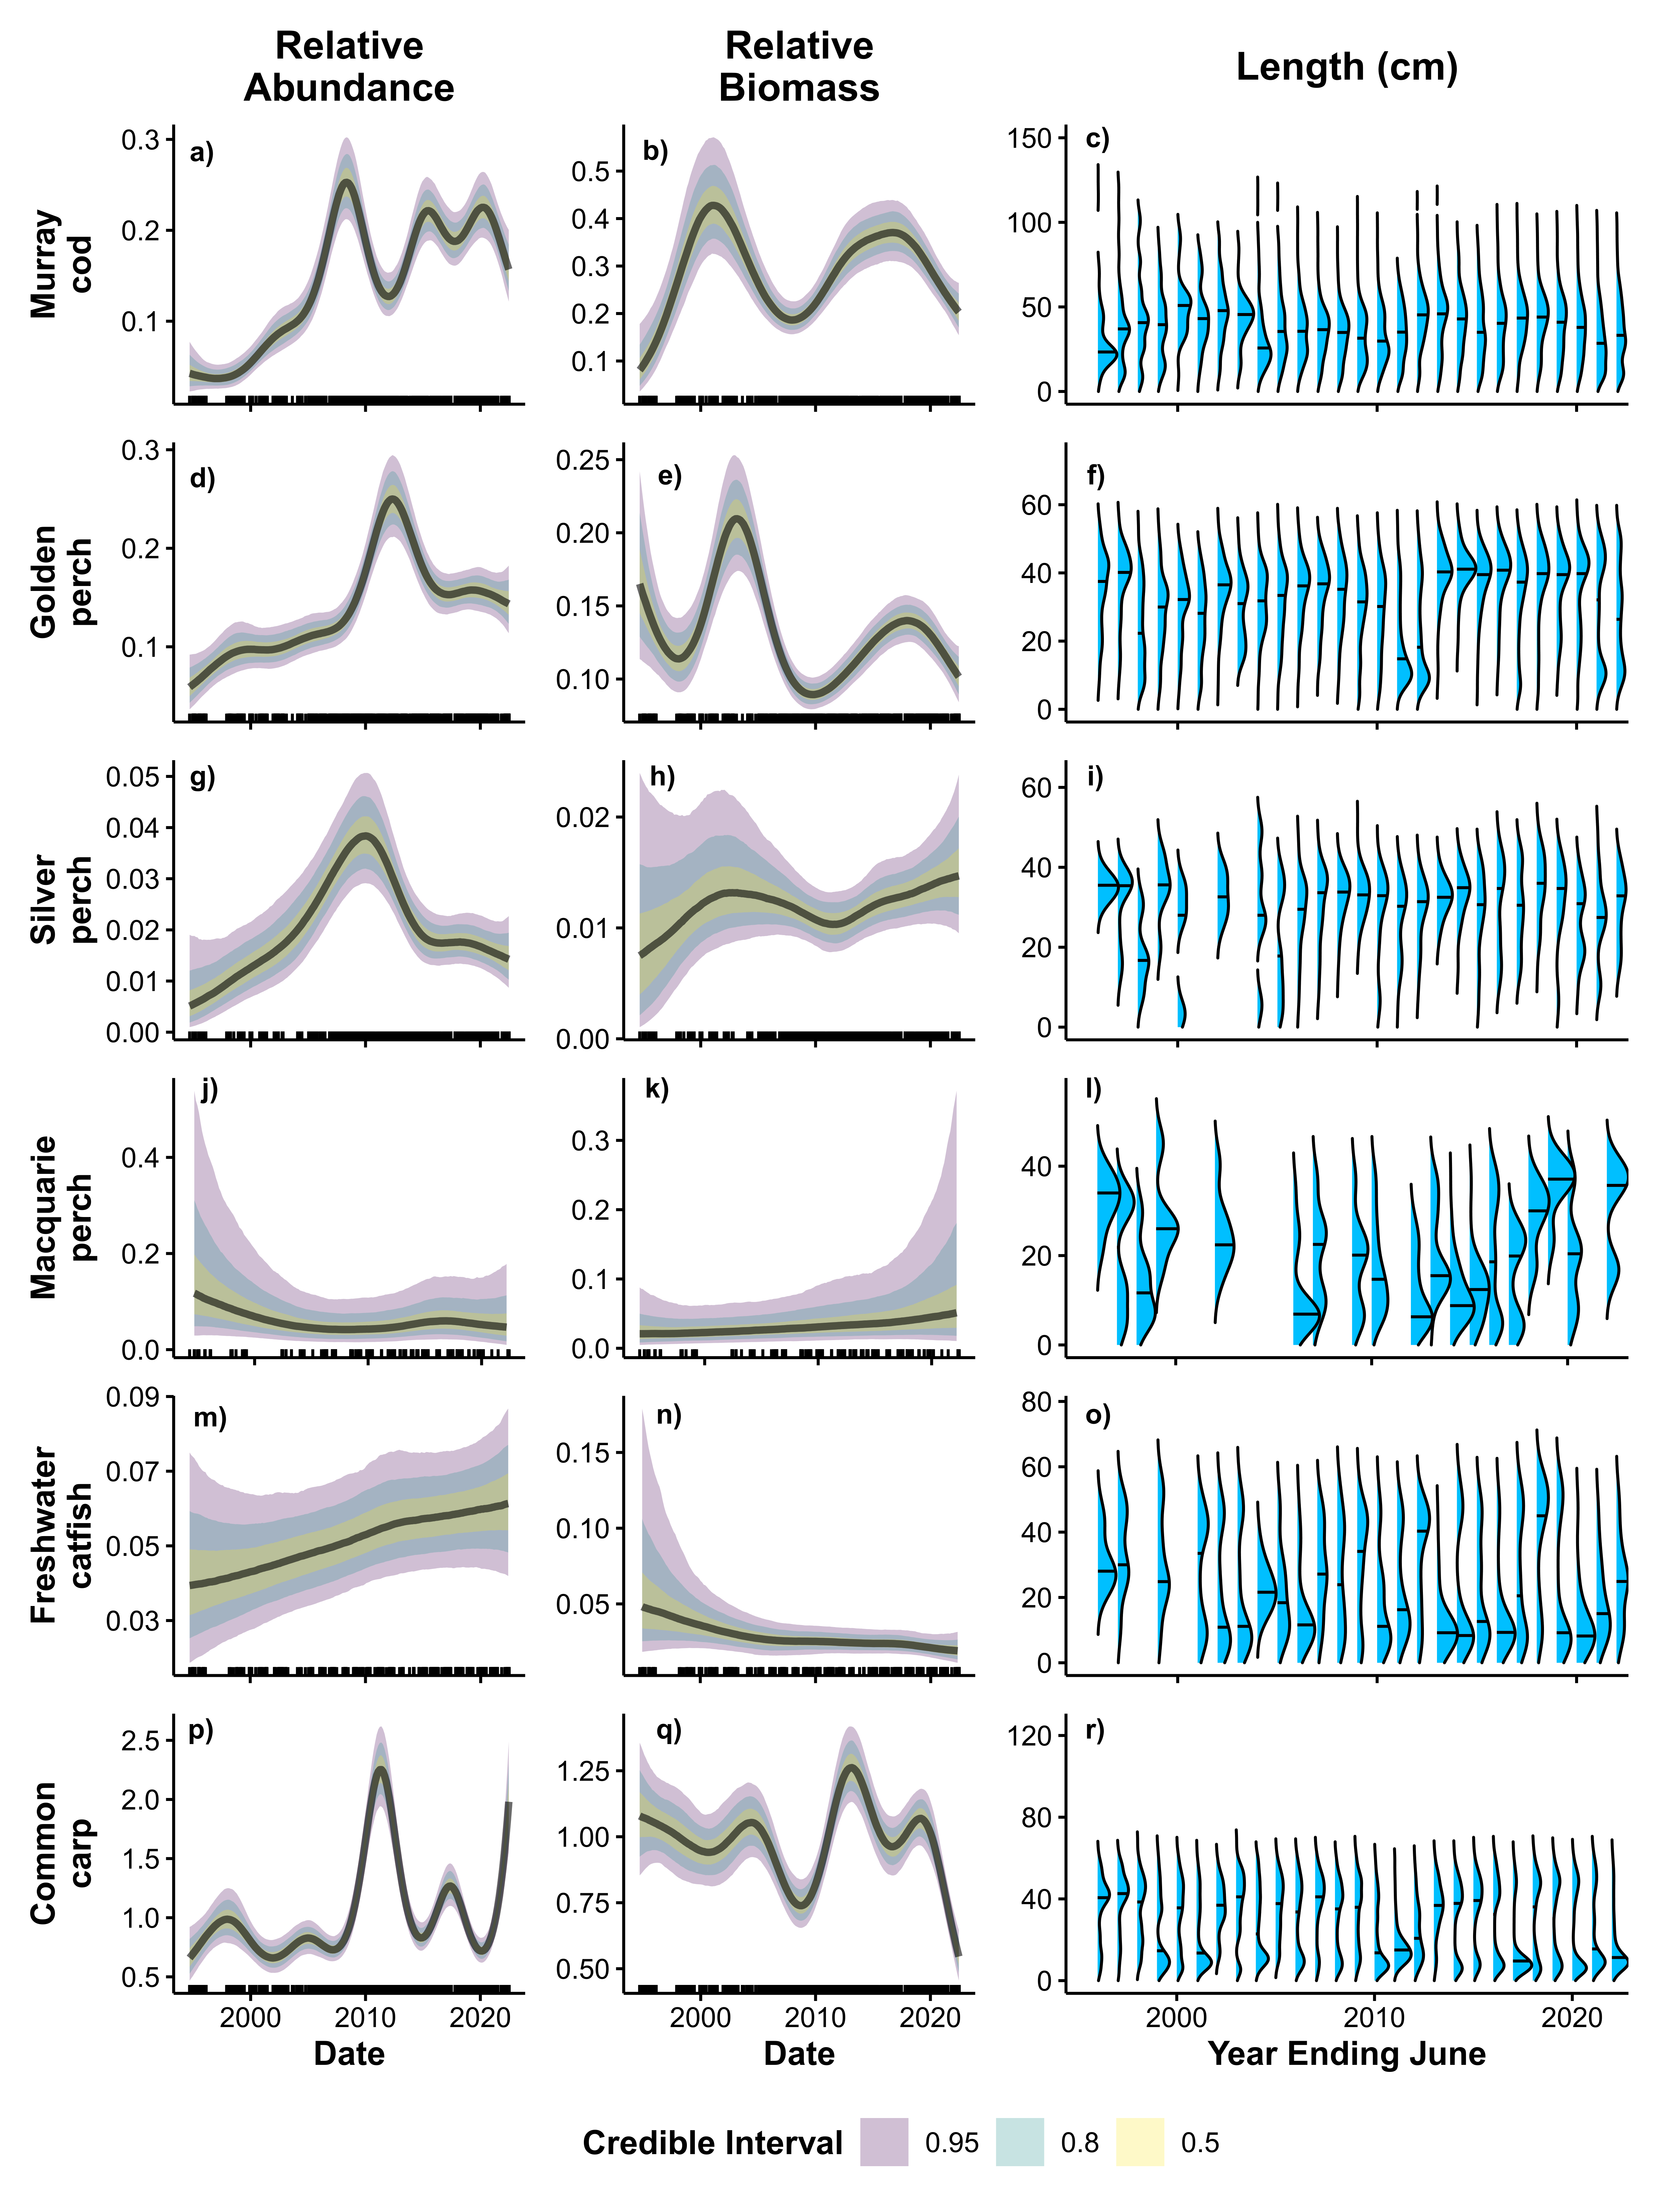 Relative
Abundance
Relative
Biomass
Length (cm)
Murray
cod
a)
0.3
0.2
0.1
b)
0.5
0.4
0.3
0.2
0.1
c)
150
100
50
0
Golden
perch
d)
0.3
0.2
0.1
e)
0.25
0.20
0.15
0.10
f)
60
40
20
0
Silver
perch
g)
0.05
0.04
0.03
0.02
0.01
0.00
h)
0.02
0.01
0.00
i)
60
40
20
0
Macquarie
perch
j)
0.4
0.2
0.0
k)
0.3
0.2
0.1
0.0
l)
40
20
0
Freshwater
catfish
m)
0.09
0.07
0.05
0.03
n)
0.15
0.10
0.05
o)
80
60
40
20
0
Common
carp
p)
2.5
2.0
1.5
1.0
0.5
q)
1.25
1.00
0.75
0.50
r)
120
80
40
0
2000 2010 2020
2000 2010 2020
2000 2010 2020
Date
Date
Year Ending June
Credible Interval 0.95 0.8 0.5